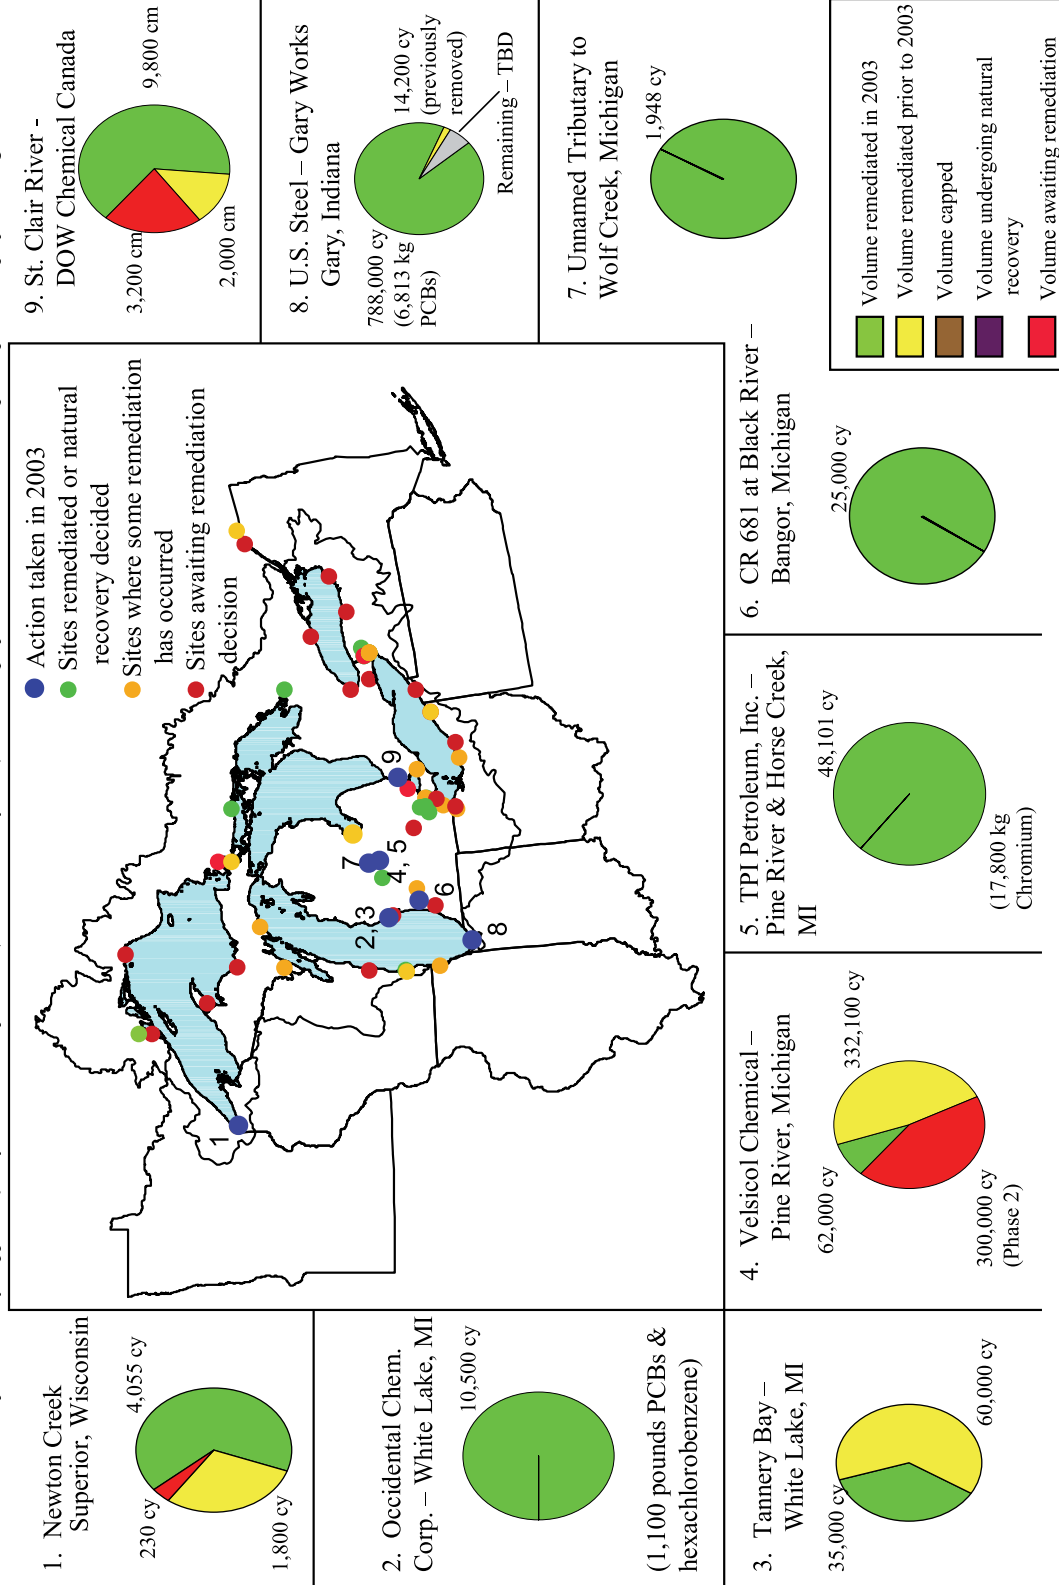 1. Newton Creek
Superior, Wisconsin
4,055 cy
230 cy
1,800 cy
2. Occidental Chem.
Corp. – White Lake, MI
10,500 cy
(1,100 pounds PCBs &
hexachlorobenzene)
3. Tannery Bay –
White Lake, MI
35,000 cy
60,000 cy
Action taken in 2003
Sites remediated or natural
recovery decided
Sites where some remediation
has occurred
Sites awaiting remediation
decision
1
2, 3
7
4, 5
6
8
9
4. Velsicol Chemical –
Pine River, Michigan
62,000 cy
332,100 cy
300,000 cy
(Phase 2)
5. TPI Petroleum, Inc. –
Pine River & Horse Creek,
MI
48,101 cy
(17,800 kg
Chromium)
6. CR 681 at Black River –
Bangor, Michigan
25,000 cy
9. St. Clair River -
DOW Chemical Canada
3,200 cm
9,800 cm
2,000 cm
8. U.S. Steel – Gary Works
Gary, Indiana
788,000 cy
(6,813 kg
PCBs)
14,200 cy
(previously
removed)
Remaining – TBD
7. Unnamed Tributary to
Wolf Creek, Michigan
1,948 cy
Volume remediated in 2003
Volume remediated prior to 2003
Volume capped
Volume undergoing natural
recovery
Volume awaiting remediation